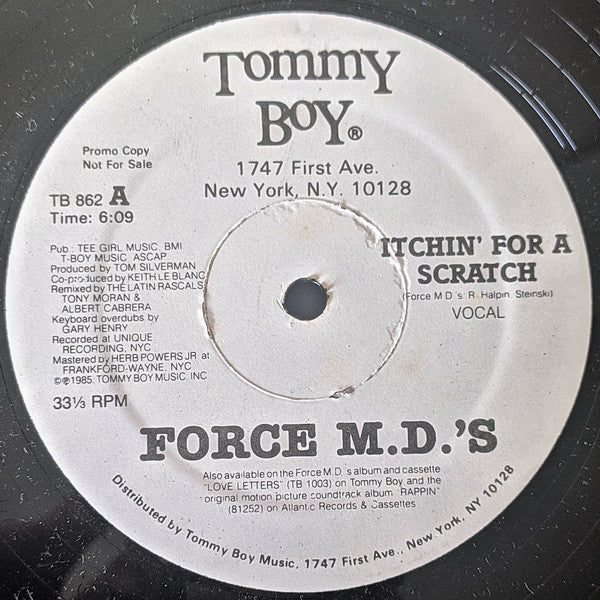 Tommy
Boy®
1747 First Ave.
New York, N.Y. 10128
Promo Copy
Not For Sale
TB 862 A
Time: 6:09
Pub.: TEE GIRL MUSIC, BMI
T-BOY MUSIC, ASCAP
Produced by TOM SILVERMAN
Co-produced by KEITH LE BLANC
Remixed by THE LATIN RASCALS
TONY MORAN &
ALBERT CABRERA
Keyboard overdubs by
GARY HENRY
Recorded at UNIQUE
RECORDING, NYC
Mastered by HERB POWERS JR. at
FRANKFORD-WAYNE, NYC
©℗1985, TOMMY BOY MUSIC, INC
33⅓ RPM
ITCHIN' FOR A
SCRATCH
(Force M.D.'s, R. Halpin, Steinski)
VOCAL
FORCE M.D.'S
Also available on the Force M.D.'s album and cassette
"LOVE LETTERS" (TB 1003) on Tommy Boy and the
original motion picture soundtrack album "RAPPIN'"
(81252) on Atlantic Records & Cassettes
Distributed by Tommy Boy Music, 1747 First Ave., New York, NY 10128